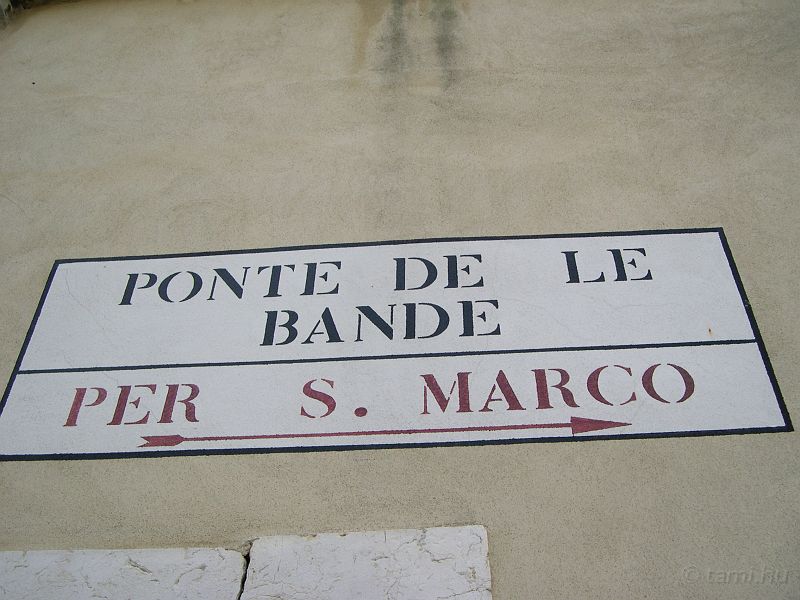 PONTE DE LE
BANDE
PER S. MARCO
© tami.hu